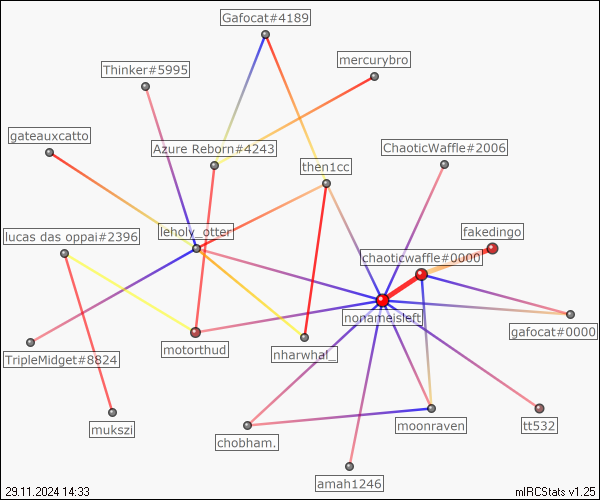 Gafocat#4189
mercurybro
Thinker#5995
gateauxcatto
Azure Reborn#4243
ChaoticWaffle#2006
then1cc
leholy_otter
fakedingo
lucas das oppai#2396
chaoticwaffle#0000
nonameisleft
gafocat#0000
motorthud
nharwhal_
TripleMidget#8824
mukszi
chobham.
moonraven
tt532
amah1246
29.11.2024 14:33
mIRCStats v1.25